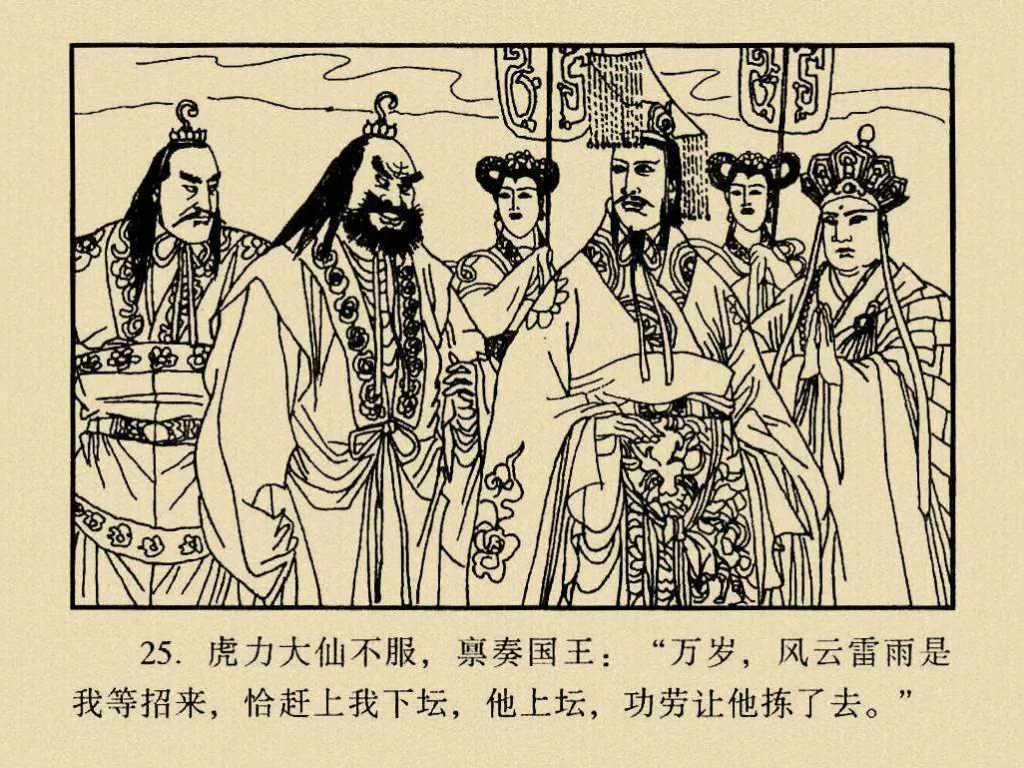 25. 虎力大仙不服，禀奏国王：“万岁，风云雷雨是
我等招来，恰赶上我下坛，他上坛，功劳让他拣了去。”